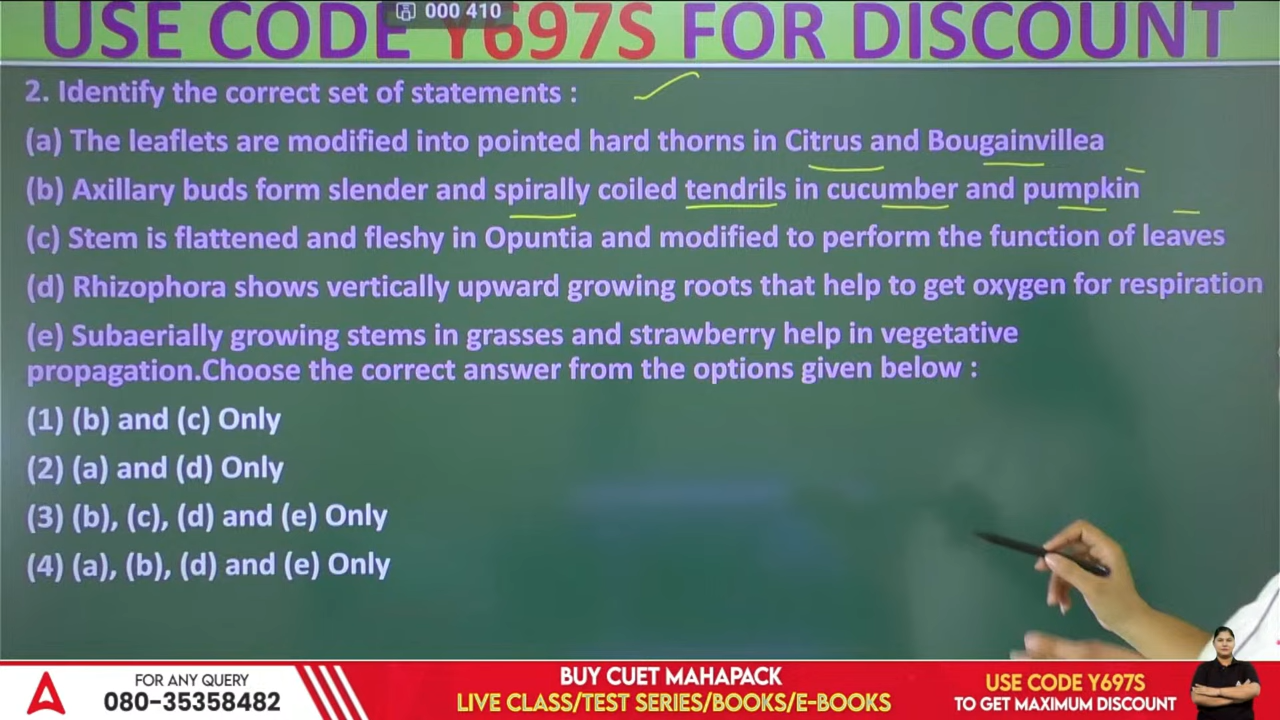 USE CODE Y697S FOR DISCOUNT
000 410
2. Identify the correct set of statements :
(a) The leaflets are modified into pointed hard thorns in Citrus and Bougainvillea
(b) Axillary buds form slender and spirally coiled tendrils in cucumber and pumpkin
(c) Stem is flattened and fleshy in Opuntia and modified to perform the function of leaves
(d) Rhizophora shows vertically upward growing roots that help to get oxygen for respiration
(e) Subaerially growing stems in grasses and strawberry help in vegetative
propagation.Choose the correct answer from the options given below :
(1) (b) and (c) Only
(2) (a) and (d) Only
(3) (b), (c), (d) and (e) Only
(4) (a), (b), (d) and (e) Only
FOR ANY QUERY
080-35358482
BUY CUET MAHAPACK
LIVE CLASS/TEST SERIES/BOOKS/E-BOOKS
USE CODE Y697S
TO GET MAXIMUM DISCOUNT